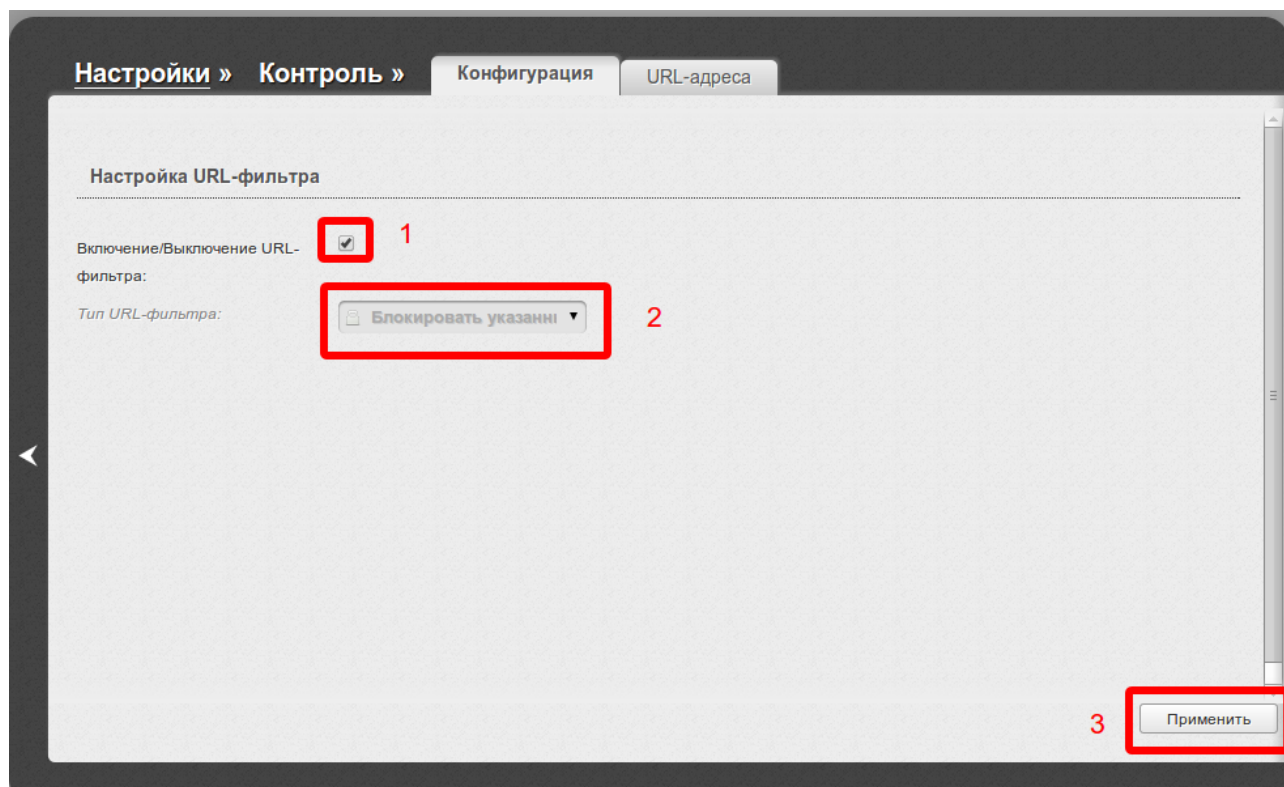 Настройки » Контроль » Конфигурация URL-адреса
Настройка URL-фильтра
Включение/Выключение URL-
фильтра:
1
Тип URL-фильтра:
Блокировать указанны
2
3
Применить